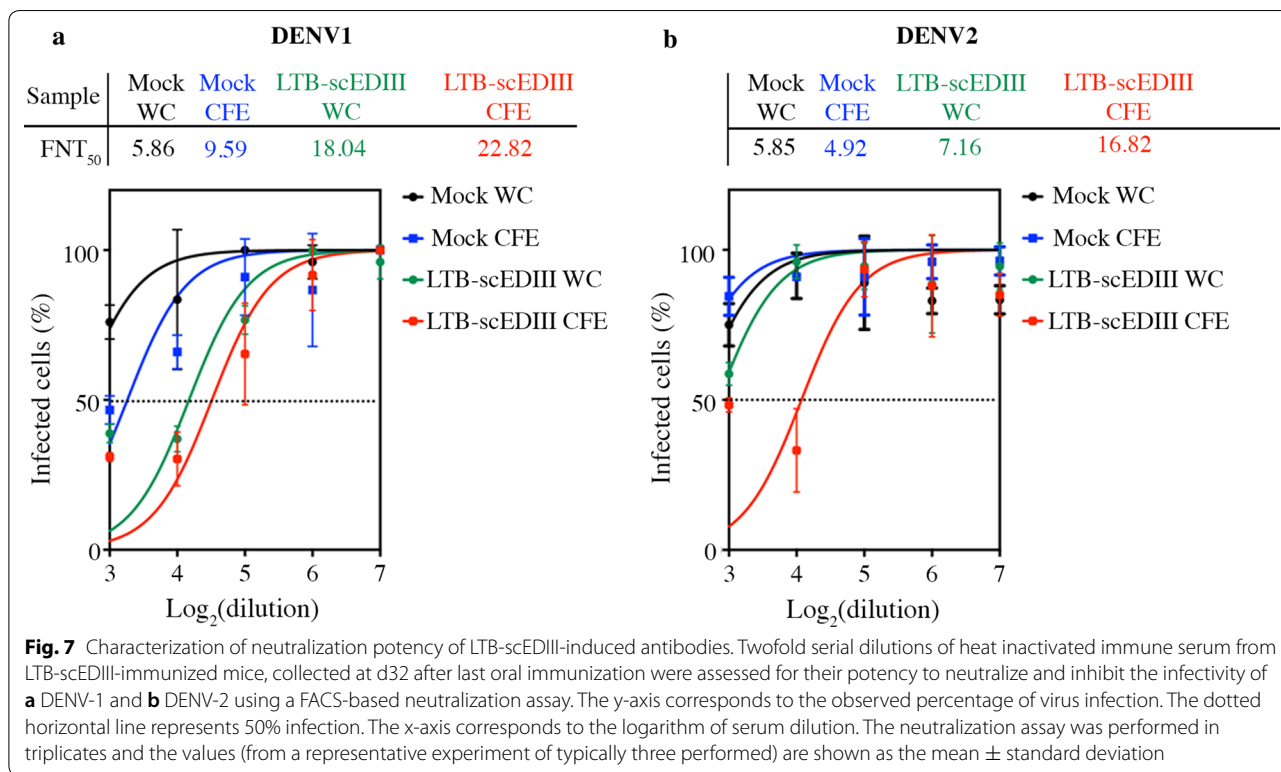 a DENV1
Sample Mock WC Mock CFE LTB-scEDIII WC LTB-scEDIII CFE
FNT50 5.86 9.59 18.04 22.82
Infected cells (%)
100
50
0
3 4 5 6 7
Log2(dilution)
Mock WC
Mock CFE
LTB-scEDIII WC
LTB-scEDIII CFE
b DENV2
Mock WC Mock CFE LTB-scEDIII WC LTB-scEDIII CFE
5.85 4.92 7.16 16.82
Infected cells (%)
100
50
0
3 4 5 6 7
Log2(dilution)
Mock WC
Mock CFE
LTB-scEDIII WC
LTB-scEDIII CFE
Fig. 7 Characterization of neutralization potency of LTB-scEDIII-induced antibodies. Twofold serial dilutions of heat inactivated immune serum from
LTB-scEDIII-immunized mice, collected at d32 after last oral immunization were assessed for their potency to neutralize and inhibit the infectivity of
a DENV-1 and b DENV-2 using a FACS-based neutralization assay. The y-axis corresponds to the observed percentage of virus infection. The dotted
horizontal line represents 50% infection. The x-axis corresponds to the logarithm of serum dilution. The neutralization assay was performed in
triplicates and the values (from a representative experiment of typically three performed) are shown as the mean ± standard deviation